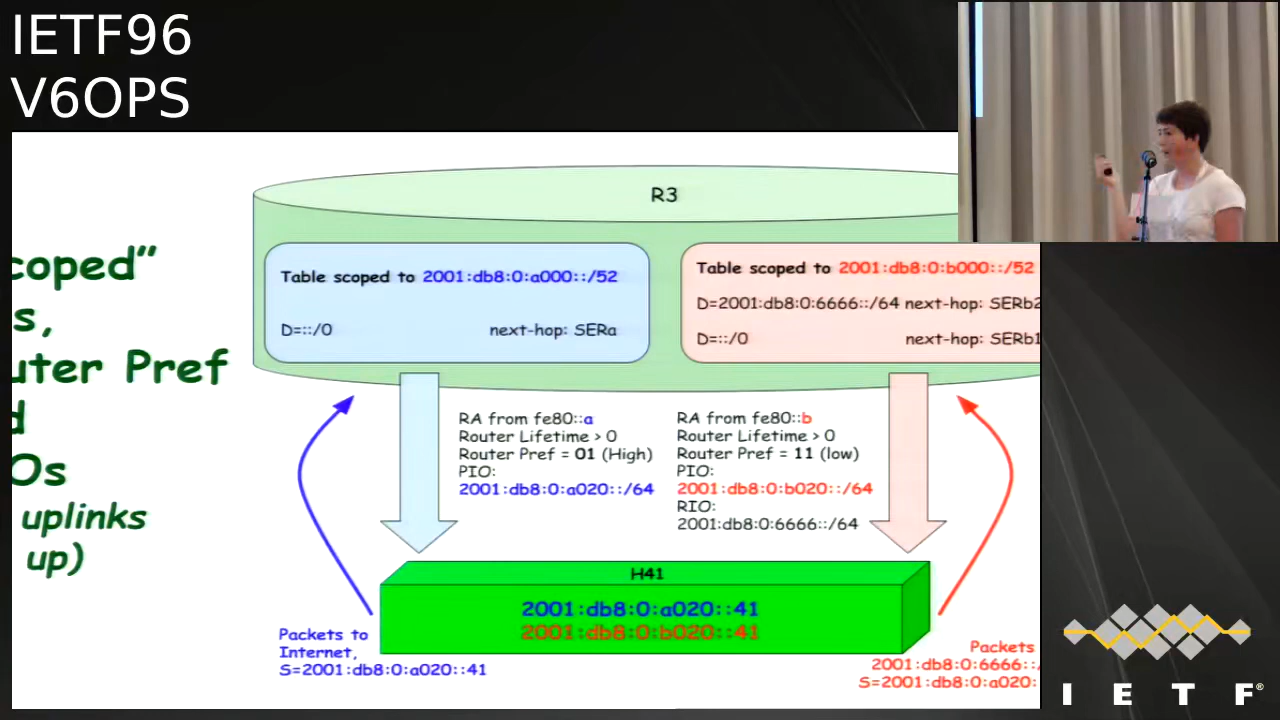 IETF96
V6OPS
coped”
s,
uter Pref
d
Os
uplinks
up)
R3
Table scoped to 2001:db8:0:a000::/52
D=::/0 next-hop: SERa
Table scoped to 2001:db8:0:b000::/52
D=2001:db8:0:6666::/64 next-hop: SERb2
D=::/0 next-hop: SERb1
RA from fe80::a
Router Lifetime > 0
Router Pref = 01 (High)
PIO:
2001:db8:0:a020::/64
RA from fe80::b
Router Lifetime > 0
Router Pref = 11 (low)
PIO:
2001:db8:0:b020::/64
RIO:
2001:db8:0:6666::/64
H41
2001:db8:0:a020::41
2001:db8:0:b020::41
Packets to
Internet,
S=2001:db8:0:a020::41
Packets
2001:db8:0:6666::/
S=2001:db8:0:a020:
I E T F®